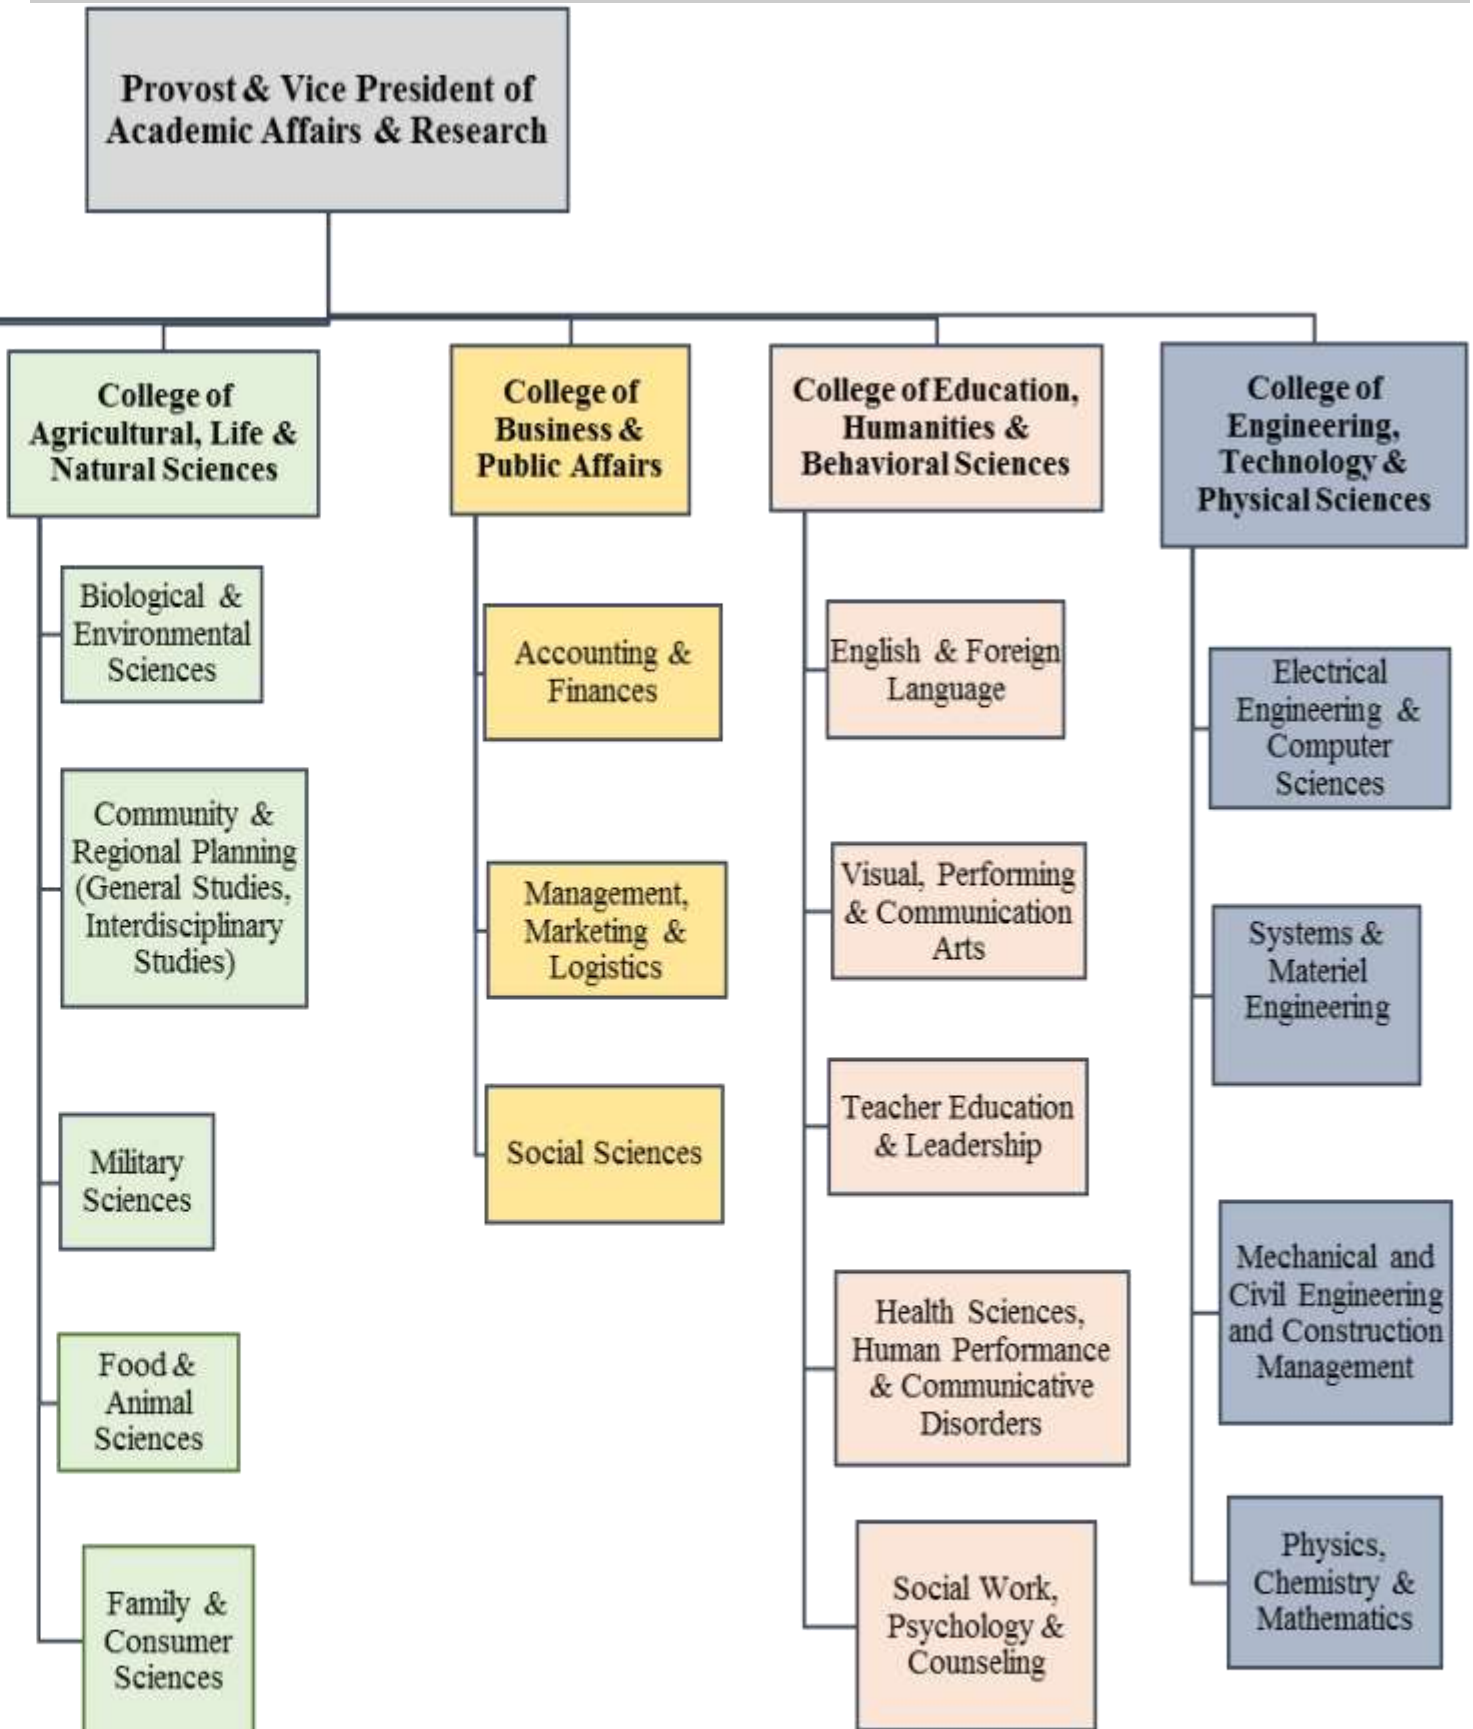 Provost & Vice President of
Academic Affairs & Research
College of
Agricultural, Life &
Natural Sciences
Biological &
Environmental
Sciences
Community &
Regional Planning
(General Studies,
Interdisciplinary
Studies)
Military
Sciences
Food &
Animal
Sciences
Family &
Consumer
Sciences
College of
Business &
Public Affairs
Accounting &
Finances
Management,
Marketing &
Logistics
Social Sciences
College of Education,
Humanities &
Behavioral Sciences
English & Foreign
Language
Visual, Performing
& Communication
Arts
Teacher Education
& Leadership
Health Sciences,
Human Performance
& Communicative
Disorders
Social Work,
Psychology &
Counseling
College of
Engineering,
Technology &
Physical Sciences
Electrical
Engineering &
Computer
Sciences
Systems &
Materiel
Engineering
Mechanical and
Civil Engineering
and Construction
Management
Physics,
Chemistry &
Mathematics